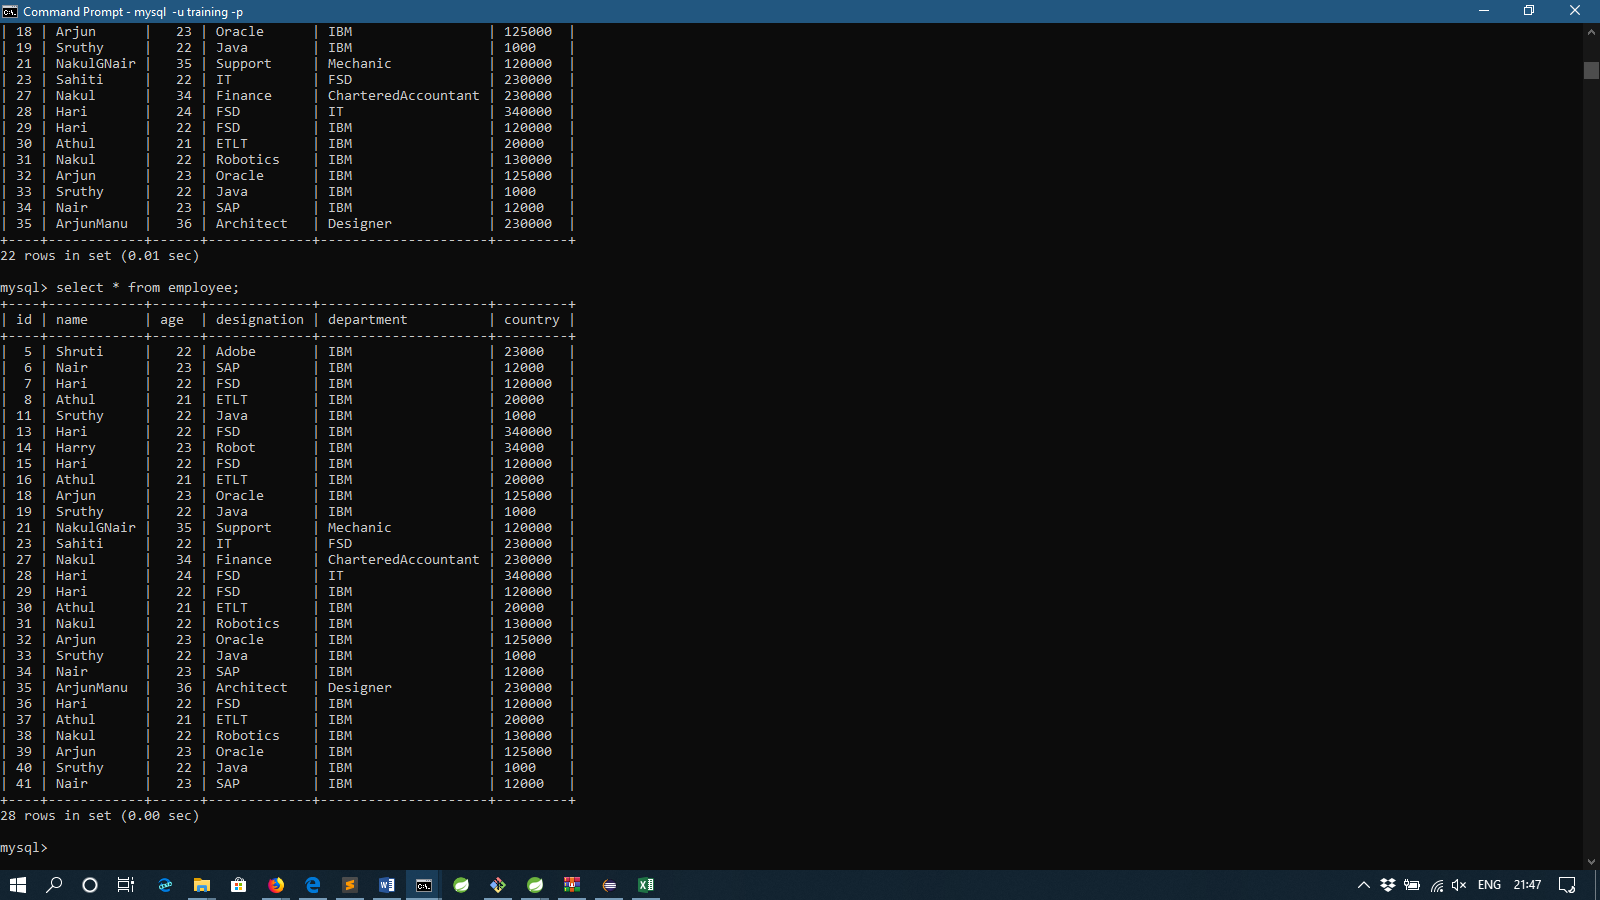 Command Prompt - mysql  -u training -p
| 18 | Arjun      |   23 | Oracle      | IBM                 | 125000  |
| 19 | Sruthy     |   22 | Java        | IBM                 | 1000    |
| 21 | NakulGNair |   35 | Support     | Mechanic            | 120000  |
| 23 | Sahiti     |   22 | IT          | FSD                 | 230000  |
| 27 | Nakul      |   34 | Finance     | CharteredAccountant | 230000  |
| 28 | Hari       |   24 | FSD         | IT                  | 340000  |
| 29 | Hari       |   22 | FSD         | IBM                 | 120000  |
| 30 | Athul      |   21 | ETLT        | IBM                 | 20000   |
| 31 | Nakul      |   22 | Robotics    | IBM                 | 130000  |
| 32 | Arjun      |   23 | Oracle      | IBM                 | 125000  |
| 33 | Sruthy     |   22 | Java        | IBM                 | 1000    |
| 34 | Nair       |   23 | SAP         | IBM                 | 12000   |
| 35 | ArjunManu  |   36 | Architect   | Designer            | 230000  |
+----+------------+------+-------------+---------------------+---------+
22 rows in set (0.01 sec)
mysql> select * from employee;
+----+------------+------+-------------+---------------------+---------+
| id | name       | age  | designation | department          | country |
+----+------------+------+-------------+---------------------+---------+
|  5 | Shruti     |   22 | Adobe       | IBM                 | 23000   |
|  6 | Nair       |   23 | SAP         | IBM                 | 12000   |
|  7 | Hari       |   22 | FSD         | IBM                 | 120000  |
|  8 | Athul      |   21 | ETLT        | IBM                 | 20000   |
| 11 | Sruthy     |   22 | Java        | IBM                 | 1000    |
| 13 | Hari       |   22 | FSD         | IBM                 | 340000  |
| 14 | Harry      |   23 | Robot       | IBM                 | 34000   |
| 15 | Hari       |   22 | FSD         | IBM                 | 120000  |
| 16 | Athul      |   21 | ETLT        | IBM                 | 20000   |
| 18 | Arjun      |   23 | Oracle      | IBM                 | 125000  |
| 19 | Sruthy     |   22 | Java        | IBM                 | 1000    |
| 21 | NakulGNair |   35 | Support     | Mechanic            | 120000  |
| 23 | Sahiti     |   22 | IT          | FSD                 | 230000  |
| 27 | Nakul      |   34 | Finance     | CharteredAccountant | 230000  |
| 28 | Hari       |   24 | FSD         | IT                  | 340000  |
| 29 | Hari       |   22 | FSD         | IBM                 | 120000  |
| 30 | Athul      |   21 | ETLT        | IBM                 | 20000   |
| 31 | Nakul      |   22 | Robotics    | IBM                 | 130000  |
| 32 | Arjun      |   23 | Oracle      | IBM                 | 125000  |
| 33 | Sruthy     |   22 | Java        | IBM                 | 1000    |
| 34 | Nair       |   23 | SAP         | IBM                 | 12000   |
| 35 | ArjunManu  |   36 | Architect   | Designer            | 230000  |
| 36 | Hari       |   22 | FSD         | IBM                 | 120000  |
| 37 | Athul      |   21 | ETLT        | IBM                 | 20000   |
| 38 | Nakul      |   22 | Robotics    | IBM                 | 130000  |
| 39 | Arjun      |   23 | Oracle      | IBM                 | 125000  |
| 40 | Sruthy     |   22 | Java        | IBM                 | 1000    |
| 41 | Nair       |   23 | SAP         | IBM                 | 12000   |
+----+------------+------+-------------+---------------------+---------+
28 rows in set (0.00 sec)
mysql>
ENG 21:47